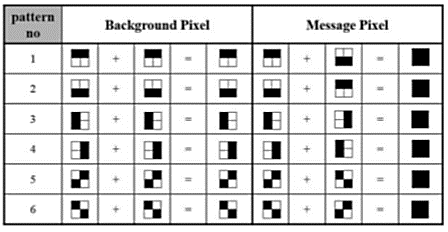 pattern no Background Pixel Message Pixel
1 + = + =
2 + = + =
3 + = + =
4 + = + =
5 + = + =
6 + = + =